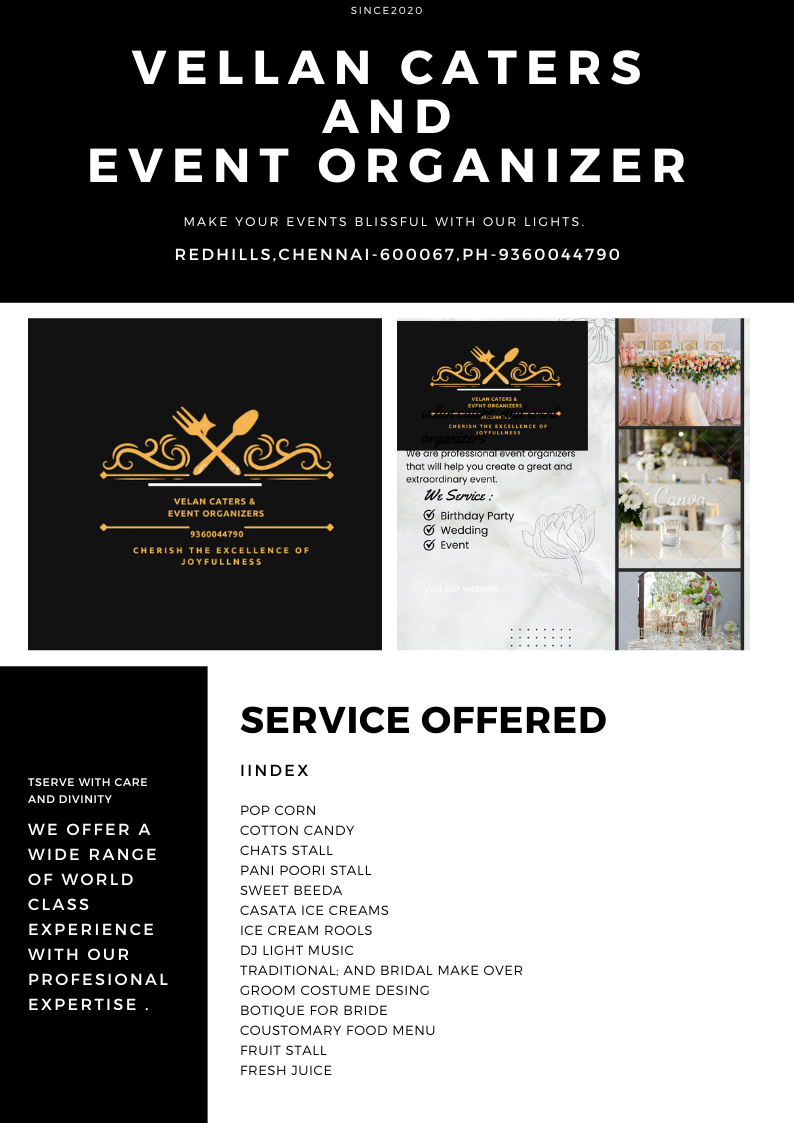 SINCE2020
VELLAN CATERS
AND
EVENT ORGANIZER
MAKE YOUR EVENTS BLISSFUL WITH OUR LIGHTS.
REDHILLS,CHENNAI-600067,PH-9360044790
VELAN CATERS &
EVENT ORGANIZERS
9360044790
CHERISH THE EXCELLENCE OF
JOYFULLNESS
VELAN CATERS &
EVENT ORGANIZERS
9360044790
CHERISH THE EXCELLENCE OF
JOYFULLNESS
organizers
We are professional event organizers
that will help you create a great and
extraordinary event.
We Service :
Birthday Party
Wedding
Event
Visit our website :
Canva
SERVICE OFFERED
IINDEX
TSERVE WITH CARE
AND DIVINITY
WE OFFER A
WIDE RANGE
OF WORLD
CLASS
EXPERIENCE
WITH OUR
PROFESIONAL
EXPERTISE .
POP CORN
COTTON CANDY
CHATS STALL
PANI POORI STALL
SWEET BEEDA
CASATA ICE CREAMS
ICE CREAM ROOLS
DJ LIGHT MUSIC
TRADITIONAL; AND BRIDAL MAKE OVER
GROOM COSTUME DESING
BOTIQUE FOR BRIDE
COUSTOMARY FOOD MENU
FRUIT STALL
FRESH JUICE